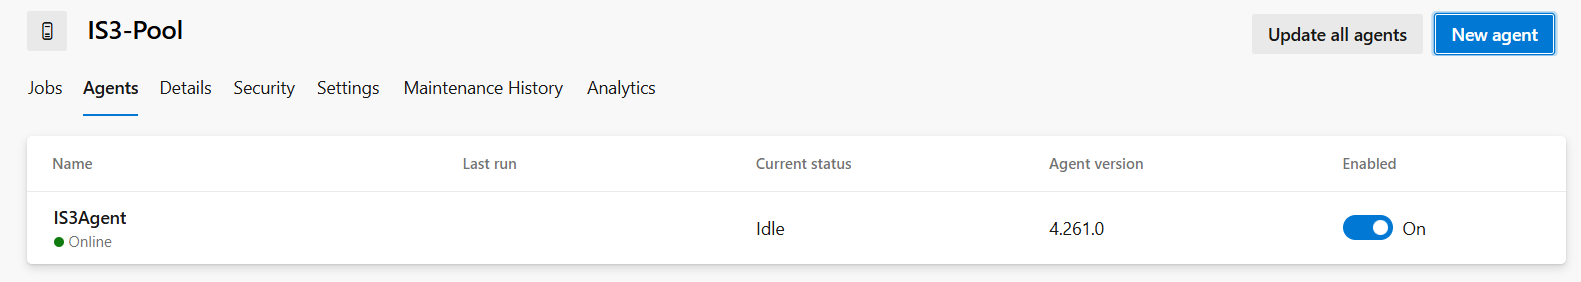 IS3-Pool
Update all agents
New agent
Jobs Agents Details Security Settings Maintenance History Analytics
Name Last run Current status Agent version Enabled
IS3Agent
Online
Idle 4.261.0 On